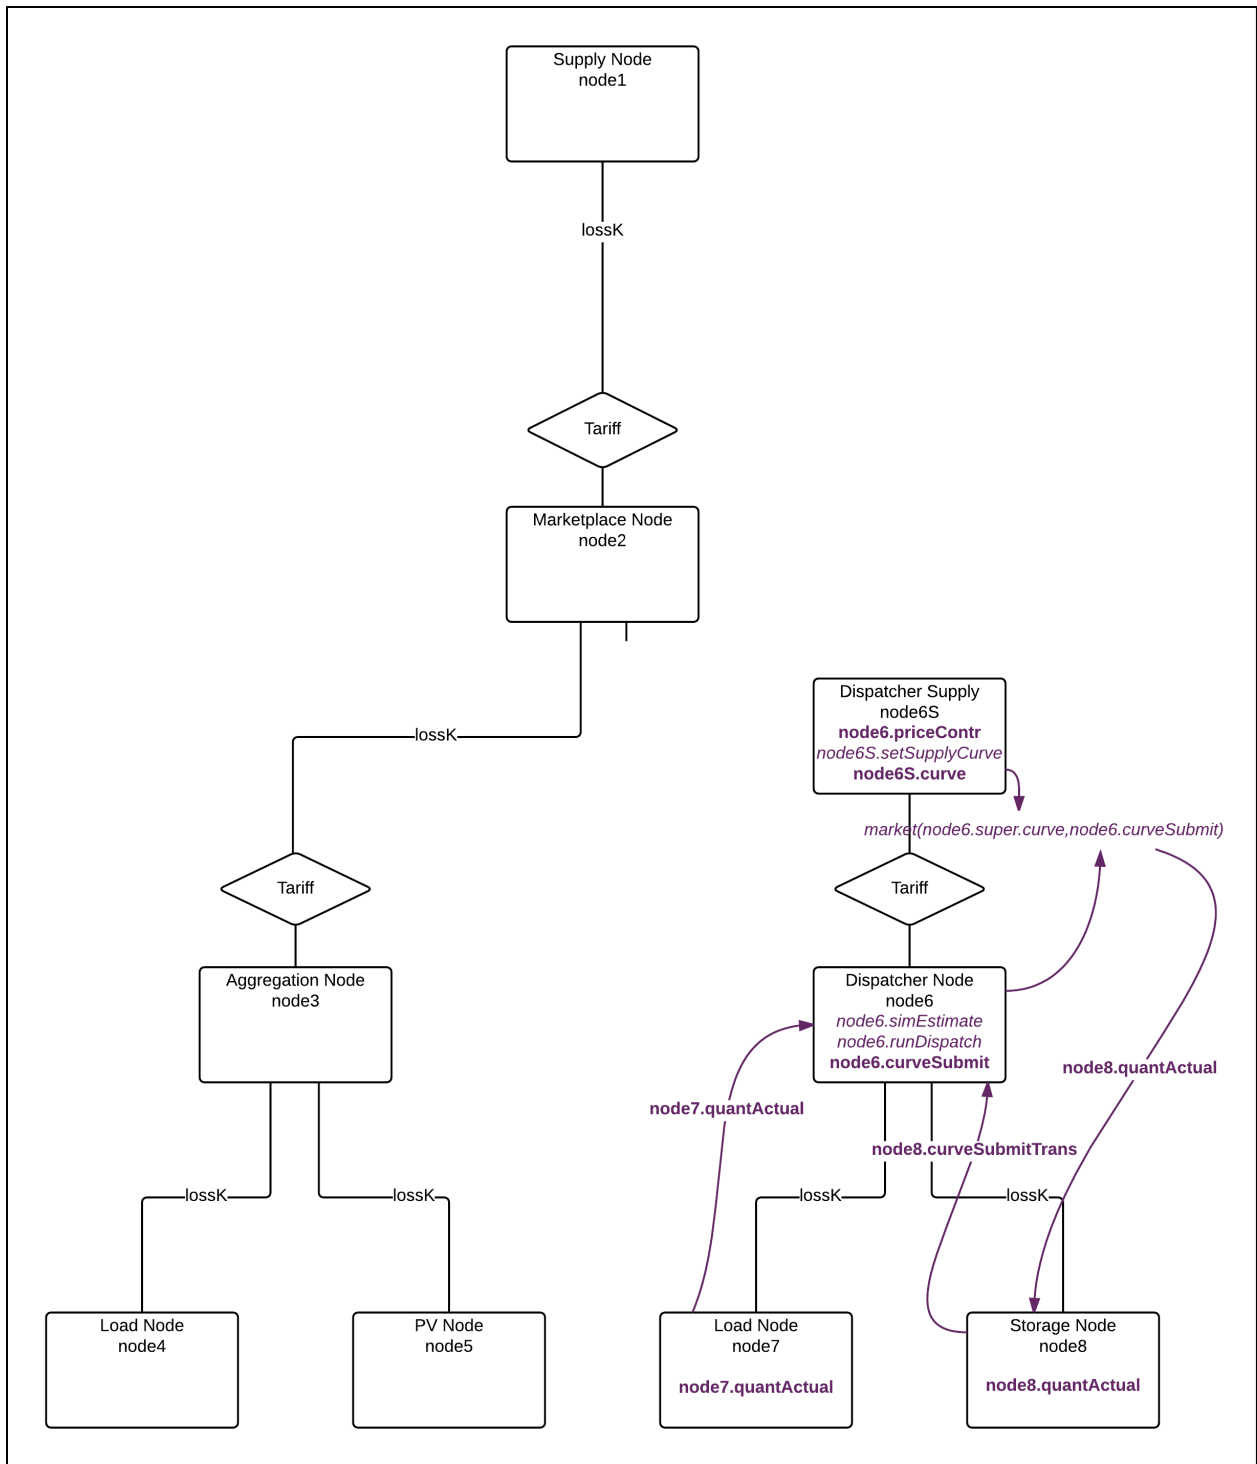 Supply Node
node1
lossK
Tariff
Marketplace Node
node2
lossK
Dispatcher Supply
node6S
node6.priceContr
node6S.setSupplyCurve
node6S.curve
market(node6.super.curve,node6.curveSubmit)
Tariff
Tariff
Aggregation Node
node3
Dispatcher Node
node6
node6.simEstimate
node6.runDispatch
node6.curveSubmit
node8.quantActual
node7.quantActual
node8.curveSubmitTrans
lossK
lossK
lossK
lossK
Load Node
node4
PV Node
node5
Load Node
node7
node7.quantActual
Storage Node
node8
node8.quantActual